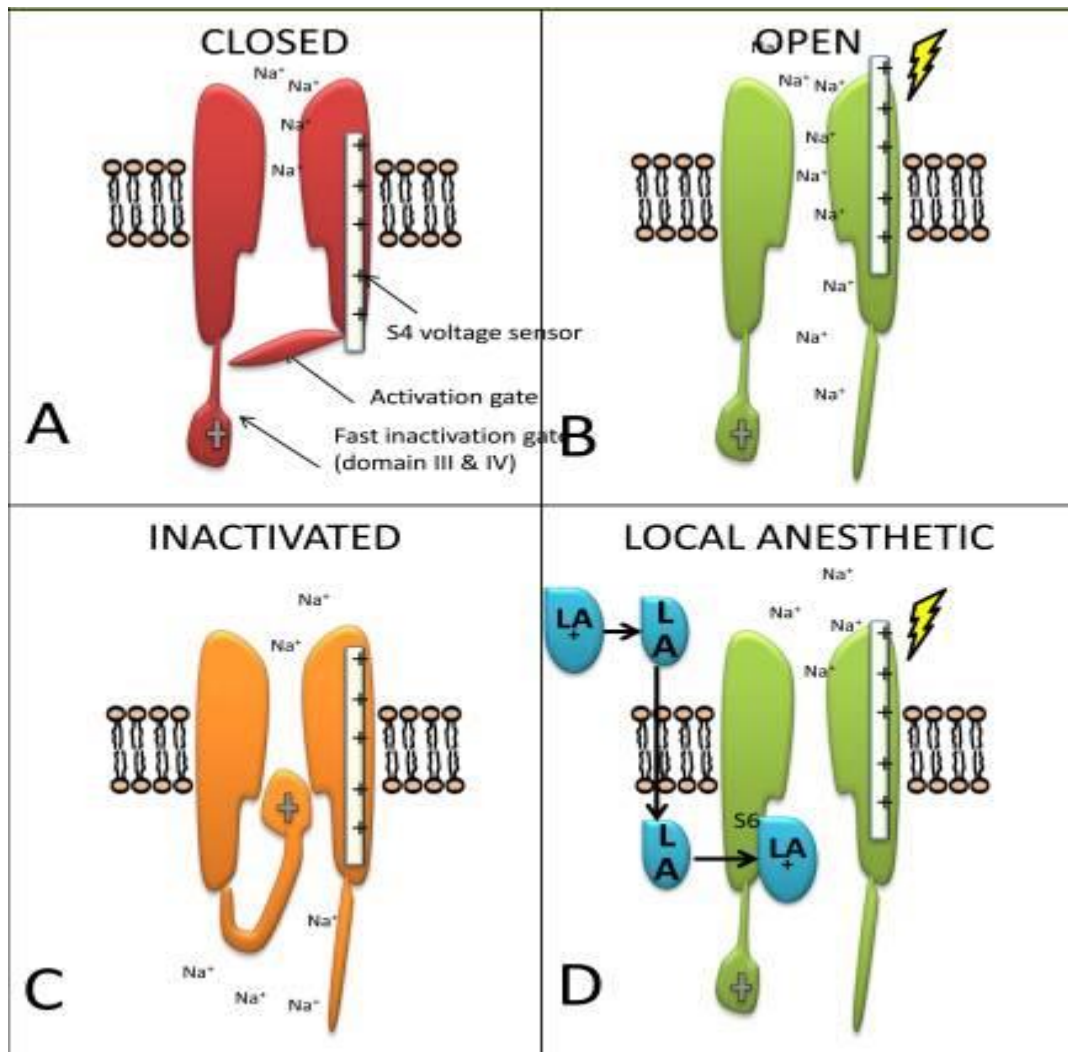 CLOSED
Na⁺
Na⁺
Na⁺
Na⁺
+
+
+
+
+
S4 voltage sensor
Activation gate
Fast inactivation gate
(domain III & IV)
+
A
OPEN
Na⁺
Na⁺ Na⁺
Na⁺
Na⁺
Na⁺
Na⁺
Na⁺
Na⁺
+
+
+
+
+
+
B
INACTIVATED
Na⁺
Na⁺
+
+
+
+
+
+
Na⁺
Na⁺
Na⁺
Na⁺
C
LOCAL ANESTHETIC
Na⁺
Na⁺
Na⁺
Na⁺
LA
+
L
A
+
+
+
+
+
L
A
S6
LA
+
+
D